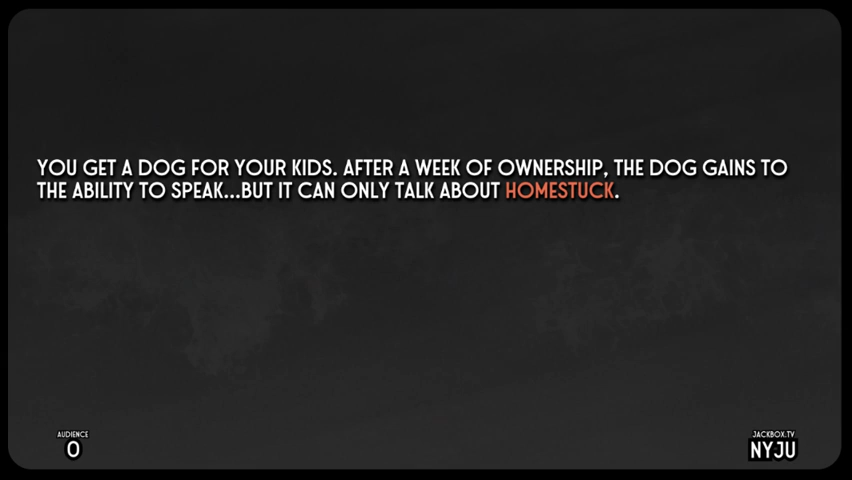 YOU GET A DOG FOR YOUR KIDS. AFTER A WEEK OF OWNERSHIP, THE DOG GAINS TO
THE ABILITY TO SPEAK...BUT IT CAN ONLY TALK ABOUT HOMESTUCK.
AUDIENCE
0
JACKBOX.TV
NYJU